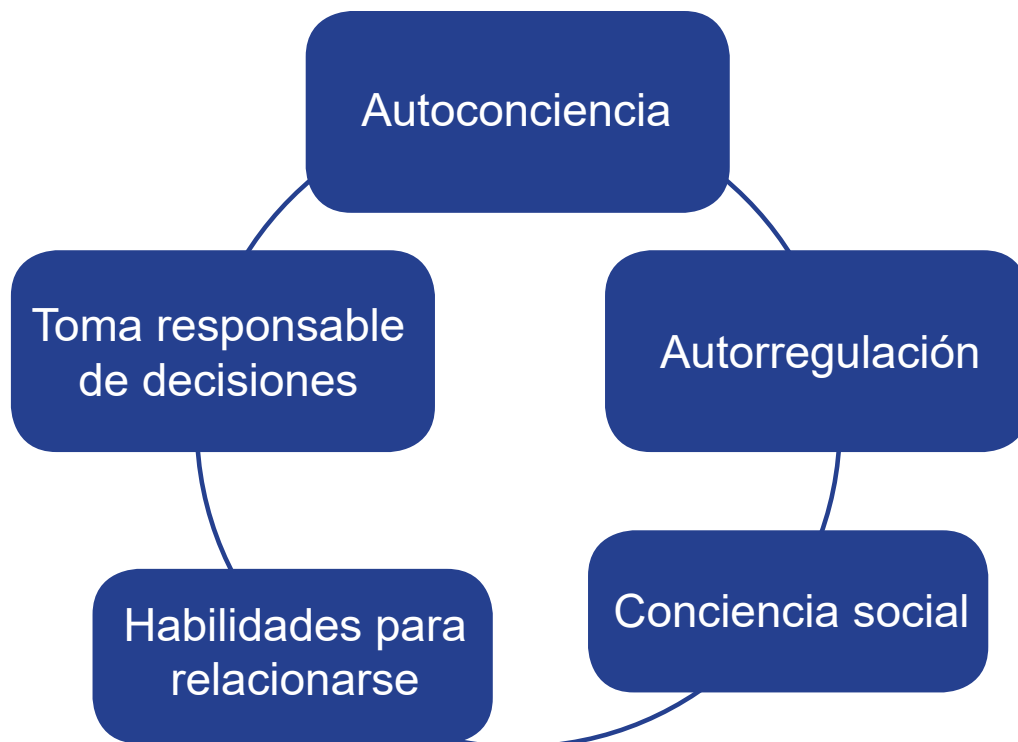 Autoconciencia
Toma responsable
de decisiones
Autorregulación
Habilidades para
relacionarse
Conciencia social